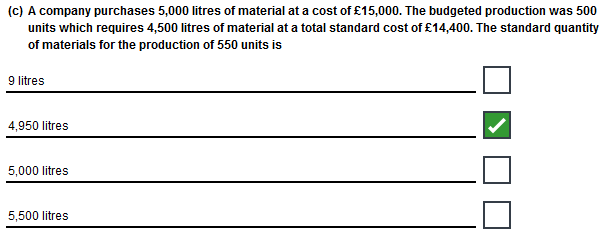 (c) A company purchases 5,000 litres of material at a cost of £15,000. The budgeted production was 500
units which requires 4,500 litres of material at a total standard cost of £14,400. The standard quantity
of materials for the production of 550 units is
9 litres
4,950 litres
5,000 litres
5,500 litres